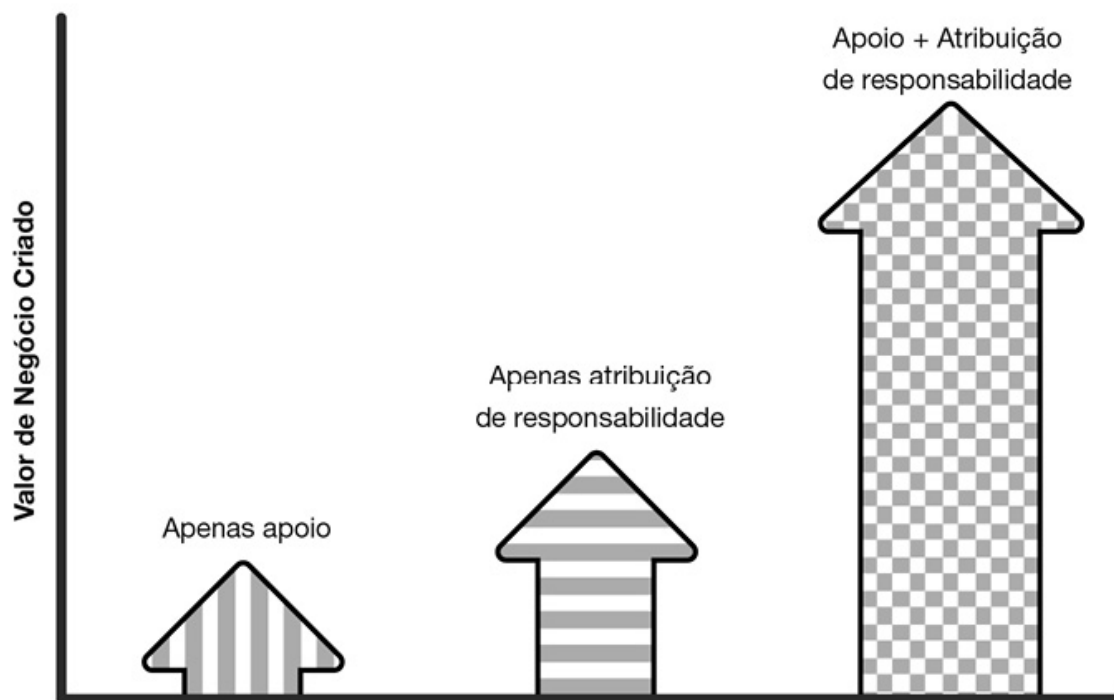 Apoio + Atribuição
de responsabilidade
Apenas atribuição
de responsabilidade
Apenas apoio
Valor de Negócio Criado